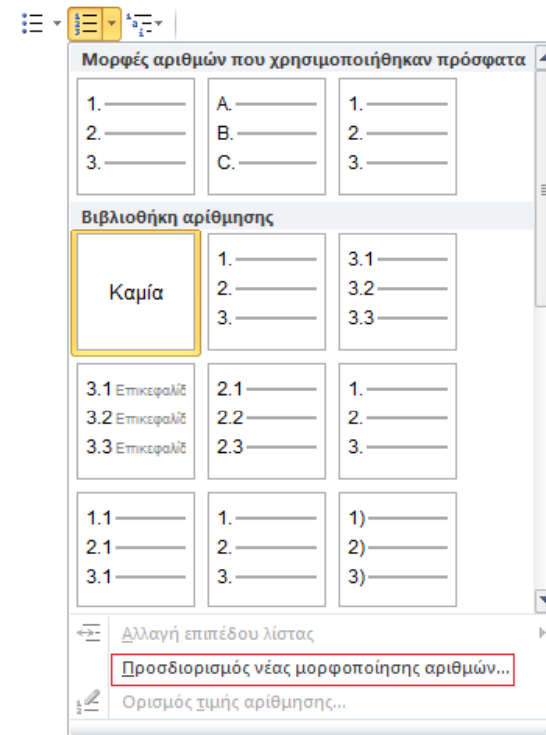 Μορφές αριθμών που χρησιμοποιήθηκαν πρόσφατα
1. A. 1.
2. B. 2.
3. C. 3.
Βιβλιοθήκη αρίθμησης
Καμία
1. 3.1
2. 3.2
3. 3.3
3.1 Επικεφαλίδ 2.1 1.
3.2 Επικεφαλίδ 2.2 2.
3.3 Επικεφαλίδ 2.3 3.
1.1 1. 1)
2.1 2. 2)
3.1 3. 3)
Αλλαγή επιπέδου λίστας
Προσδιορισμός νέας μορφοποίησης αριθμών...
Ορισμός τιμής αρίθμησης...